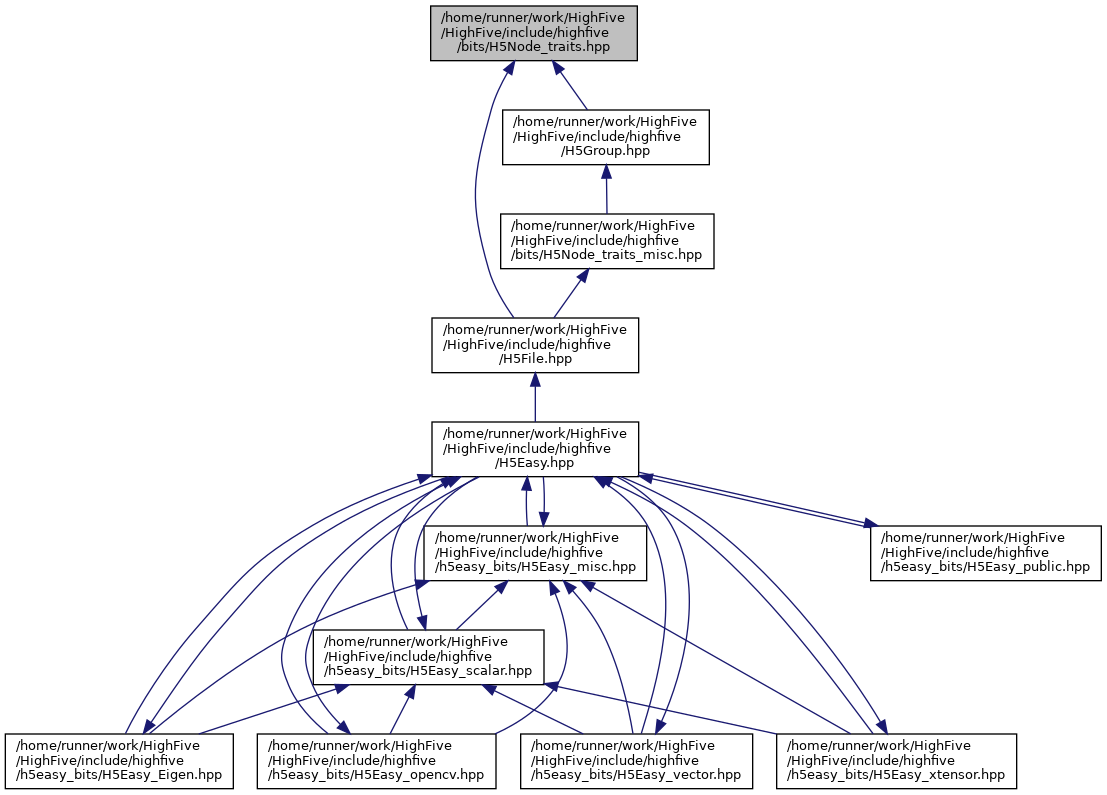 /home/runner/work/HighFive
/HighFive/include/highfive
/bits/H5Node_traits.hpp
/home/runner/work/HighFive
/HighFive/include/highfive
/H5Group.hpp
/home/runner/work/HighFive
/HighFive/include/highfive
/bits/H5Node_traits_misc.hpp
/home/runner/work/HighFive
/HighFive/include/highfive
/H5File.hpp
/home/runner/work/HighFive
/HighFive/include/highfive
/H5Easy.hpp
/home/runner/work/HighFive
/HighFive/include/highfive
/h5easy_bits/H5Easy_misc.hpp
/home/runner/work/HighFive
/HighFive/include/highfive
/h5easy_bits/H5Easy_public.hpp
/home/runner/work/HighFive
/HighFive/include/highfive
/h5easy_bits/H5Easy_scalar.hpp
/home/runner/work/HighFive
/HighFive/include/highfive
/h5easy_bits/H5Easy_Eigen.hpp
/home/runner/work/HighFive
/HighFive/include/highfive
/h5easy_bits/H5Easy_opencv.hpp
/home/runner/work/HighFive
/HighFive/include/highfive
/h5easy_bits/H5Easy_vector.hpp
/home/runner/work/HighFive
/HighFive/include/highfive
/h5easy_bits/H5Easy_xtensor.hpp